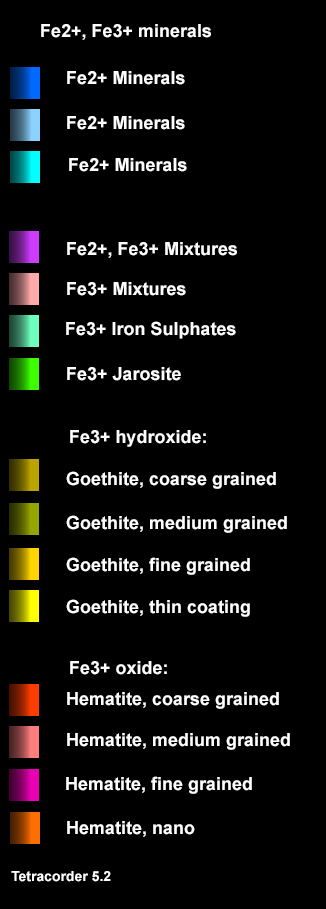 Fe2+, Fe3+ minerals
Fe2+ Minerals
Fe2+ Minerals
Fe2+ Minerals
Fe2+, Fe3+ Mixtures
Fe3+ Mixtures
Fe3+ Iron Sulphates
Fe3+ Jarosite
Fe3+ hydroxide:
Goethite, coarse grained
Goethite, medium grained
Goethite, fine grained
Goethite, thin coating
Fe3+ oxide:
Hematite, coarse grained
Hematite, medium grained
Hematite, fine grained
Hematite, nano
Tetracorder 5.2